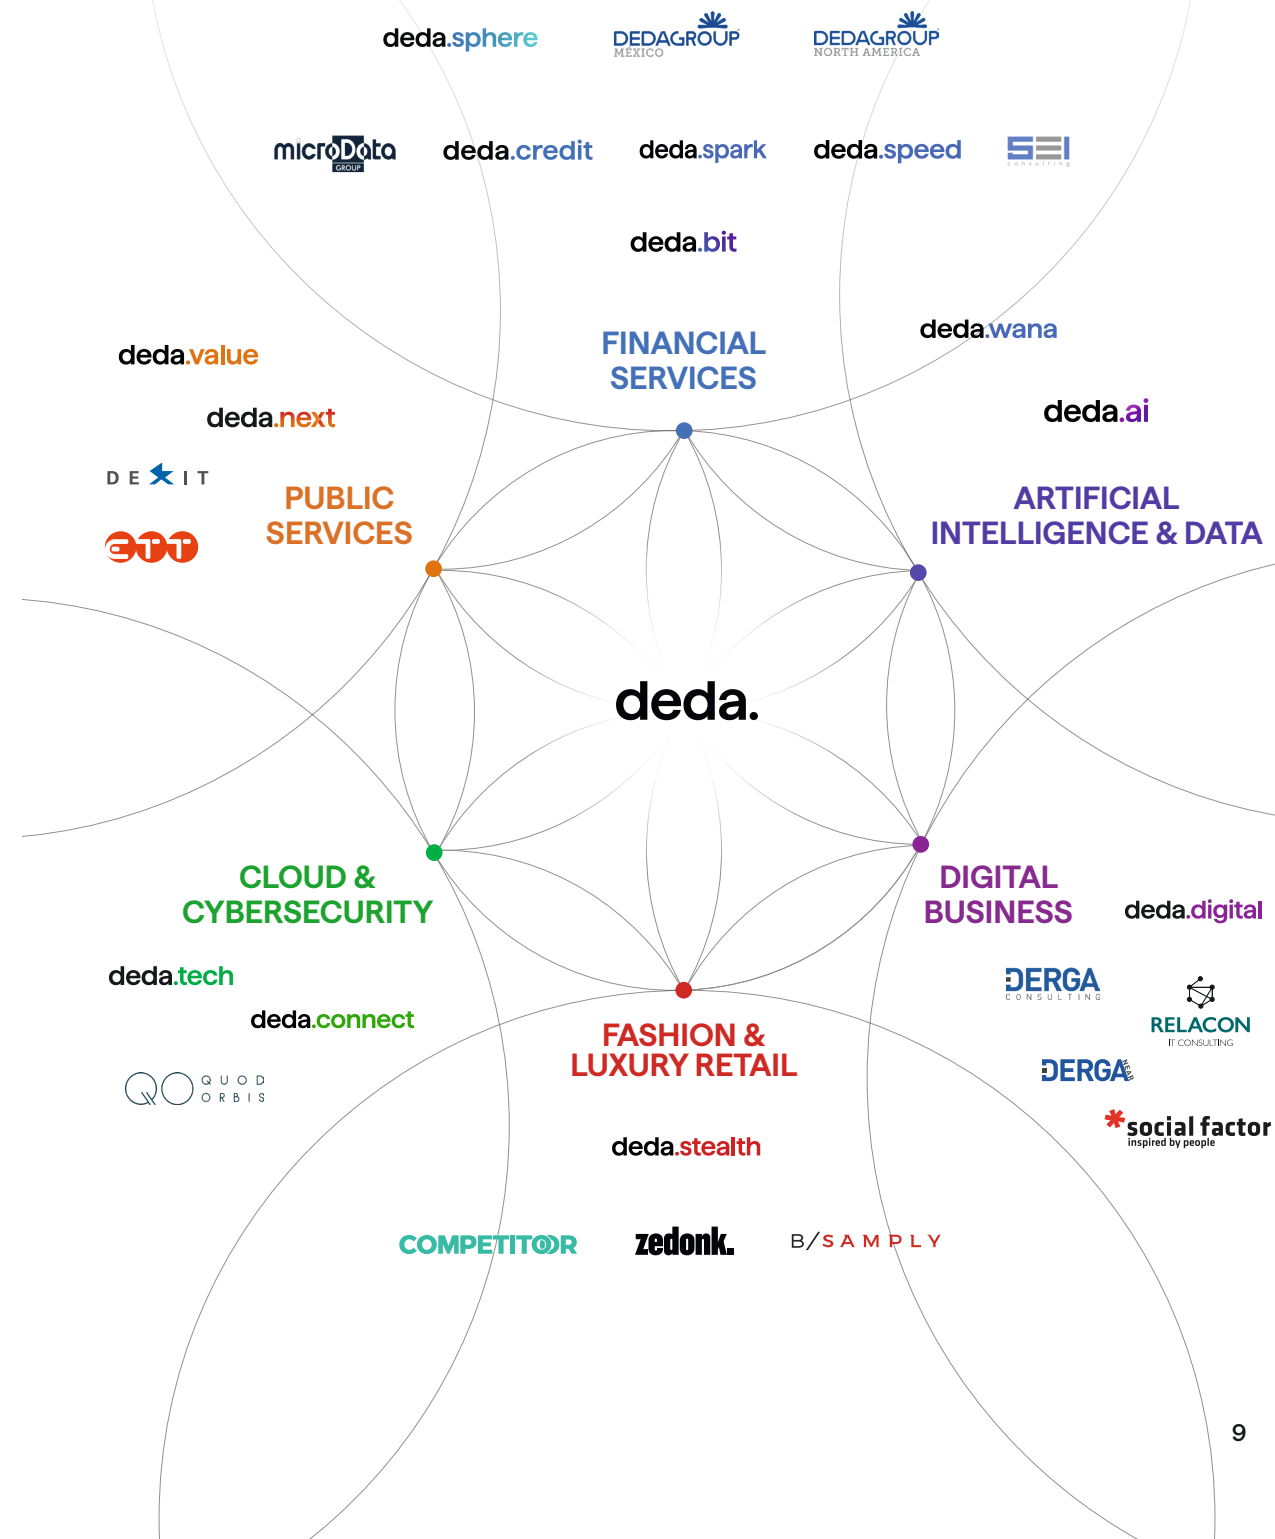 deda.sphere
DEDAGROUP
MÉXICO
DEDAGROUP
NORTH AMERICA
microData
GROUP
deda.credit
deda.spark
deda.speed
SEI
consulting
deda.bit
FINANCIAL
SERVICES
deda.wana
deda.ai
ARTIFICIAL
INTELLIGENCE & DATA
deda.value
deda.next
DEXIT
ETT
PUBLIC
SERVICES
deda.
CLOUD &
CYBERSECURITY
deda.tech
deda.connect
QUOD
ORBIS
DIGITAL
BUSINESS
deda.digital
DERGA
CONSULTING
RELACON
IT CONSULTING
DERGA NEAR
*social factor
inspired by people
FASHION &
LUXURY RETAIL
deda.stealth
COMPETITOOR
zedonk.
B/SAMPLY
9